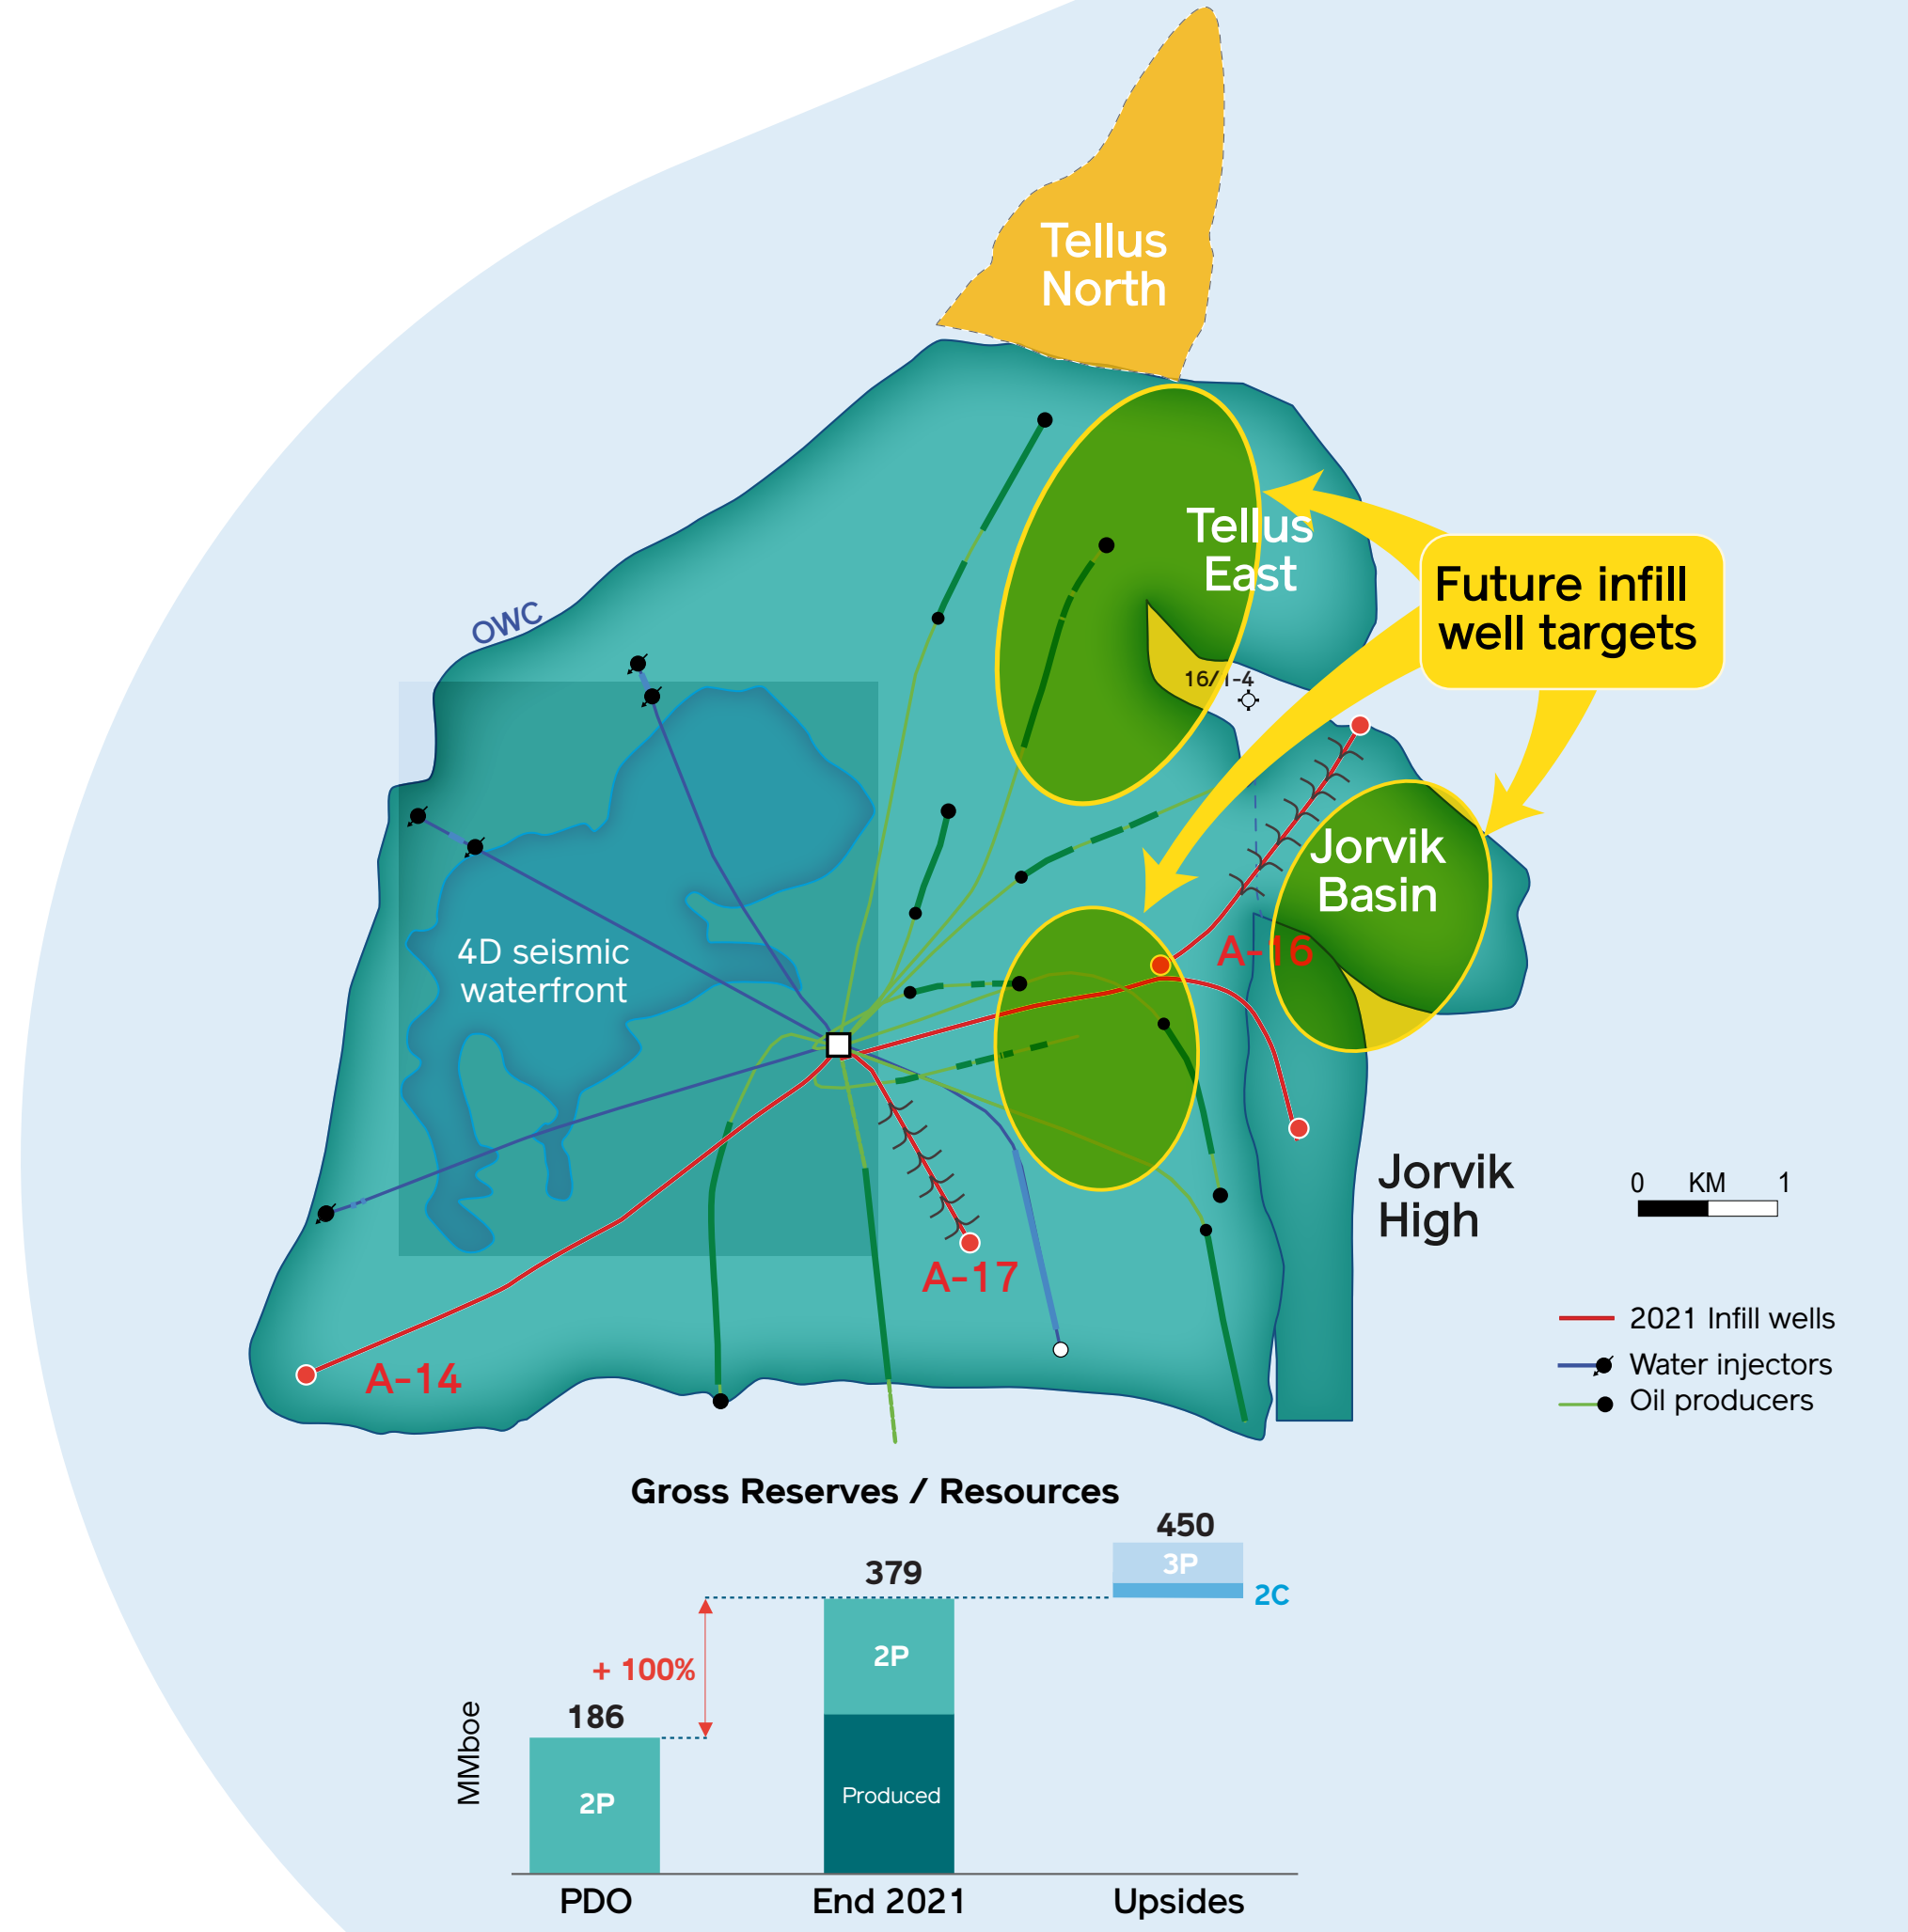 Tellus
North
Tellus
East
Future infill
well targets
OWC
16/1-4
Jorvik
Basin
4D seismic
waterfront
A-16
Jorvik
High
0 KM 1
A-17
A-14
2021 Infill wells
Water injectors
Oil producers
Gross Reserves / Resources
450
3P
2C
379
2P
+ 100%
186
MMboe
Produced
2P
PDO
End 2021
Upsides